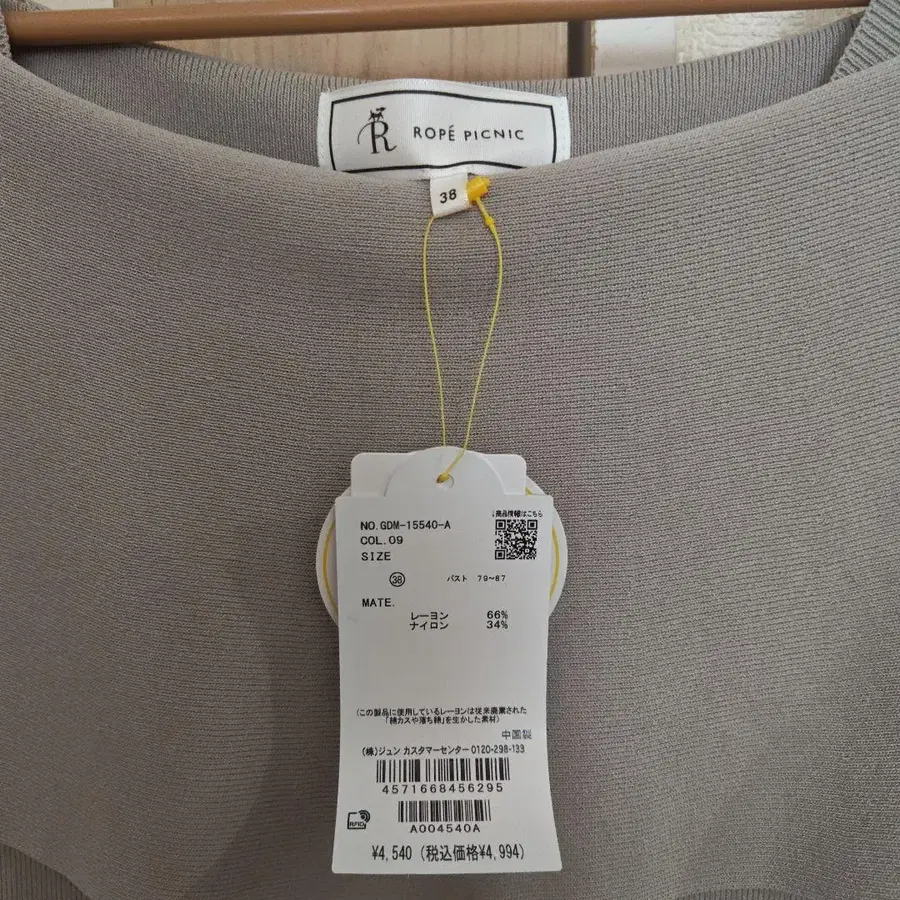 R ROPÉ PICNIC
38
NO.GDM-15540-A
↓商品情報はこちら
COL.09
SIZE
38 バスト 79~87
MATE.
レーヨン 66%
ナイロン 34%
(この製品に使用しているレーヨンは従来廃棄された
「綿カスや落ち綿」を生かした素材)
中国製
(株)ジュン カスタマーセンター 0120-298-133
4571668456295
RFID
A004540A
¥4,540 (税込価格¥4,994)